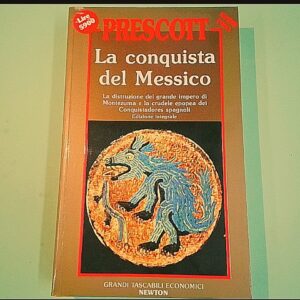 Lire
5900
PRESCOTT
La conquista
del Messico
La distruzione del grande impero di
Montezuma e la crudele epopea dei
Conquistadores spagnoli
Edizione integrale
GRANDI TASCABILI ECONOMICI
NEWTON